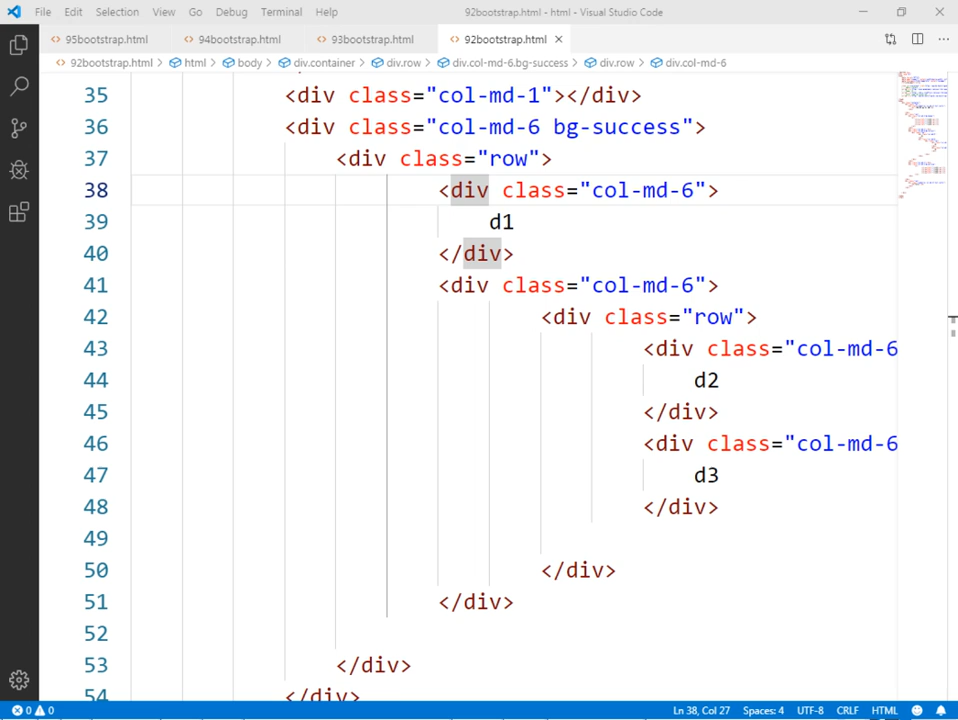 File Edit Selection View Go Debug Terminal Help 92bootstrap.html - html - Visual Studio Code
95bootstrap.html 94bootstrap.html 93bootstrap.html 92bootstrap.html
92bootstrap.html › html › body › div.container › div.row › div.col-md-6.bg-success › div.row › div.col-md-6
35 <div class="col-md-1"></div>
36 <div class="col-md-6 bg-success">
37 <div class="row">
38 <div class="col-md-6">
39 d1
40 </div>
41 <div class="col-md-6">
42 <div class="row">
43 <div class="col-md-6
44 d2
45 </div>
46 <div class="col-md-6
47 d3
48 </div>
49
50 </div>
51 </div>
52
53 </div>
54 </div>
0 0 Ln 38, Col 27 Spaces: 4 UTF-8 CRLF HTML